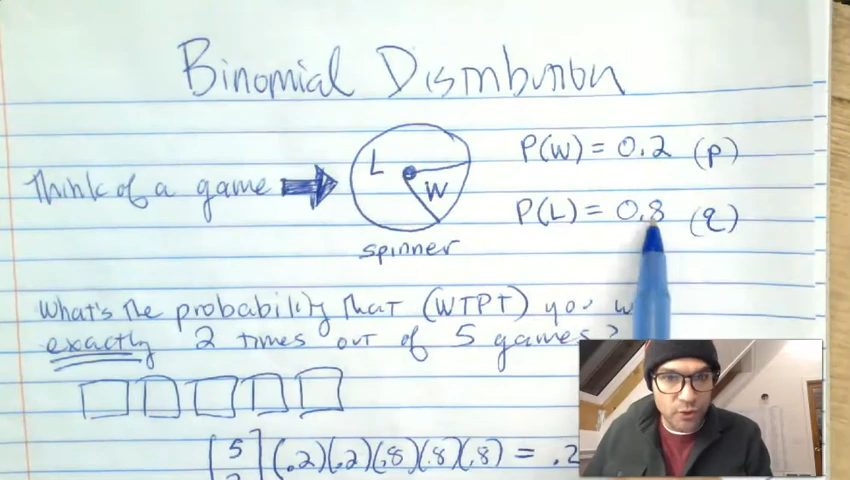 Binomial Distribution
Think of a game
L
W
spinner
P(W) = 0.2 (p)
P(L) = 0.8 (q)
What's the probability that (WTPT) you
exactly 2 times out of 5 games?
5
(.2)(.2)(.8)(.8)(.8) = .2